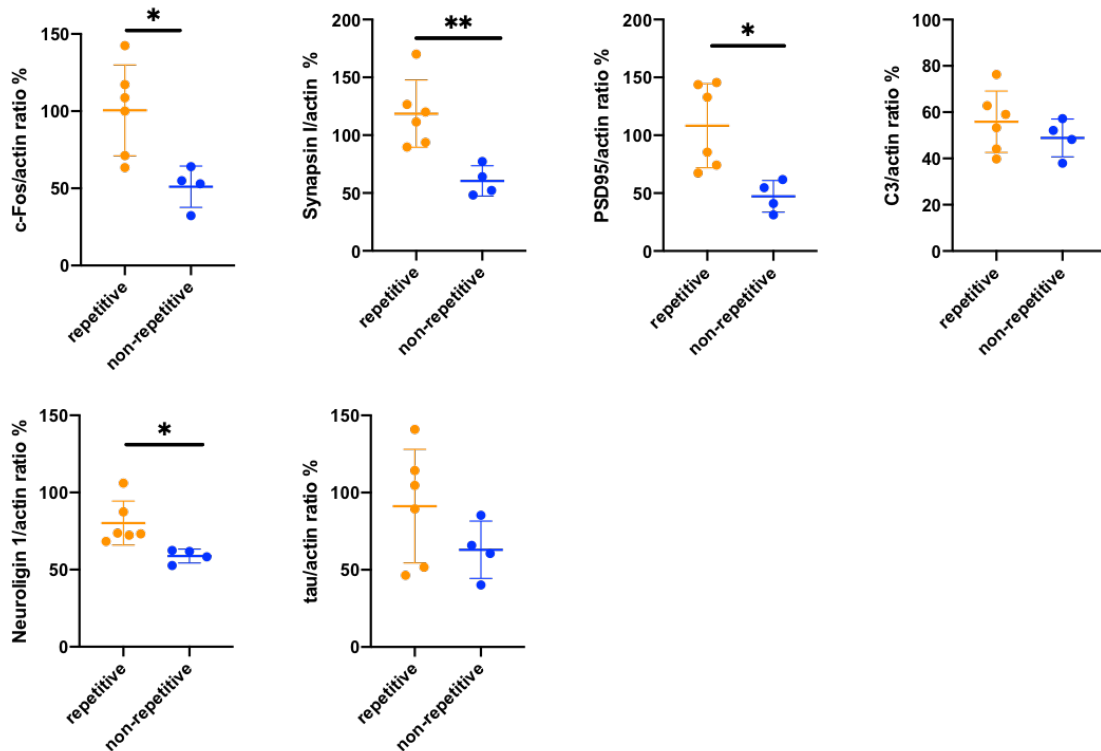 c-Fos/actin ratio %
150
100
50
0
*
repetitive
non-repetitive
Synapsin I/actin %
200
150
100
50
0
**
repetitive
non-repetitive
PSD95/actin ratio %
200
150
100
50
0
*
repetitive
non-repetitive
C3/actin ratio %
100
80
60
40
20
0
repetitive
non-repetitive
Neuroligin 1/actin ratio %
150
100
50
0
*
repetitive
non-repetitive
tau/actin ratio %
150
100
50
0
repetitive
non-repetitive